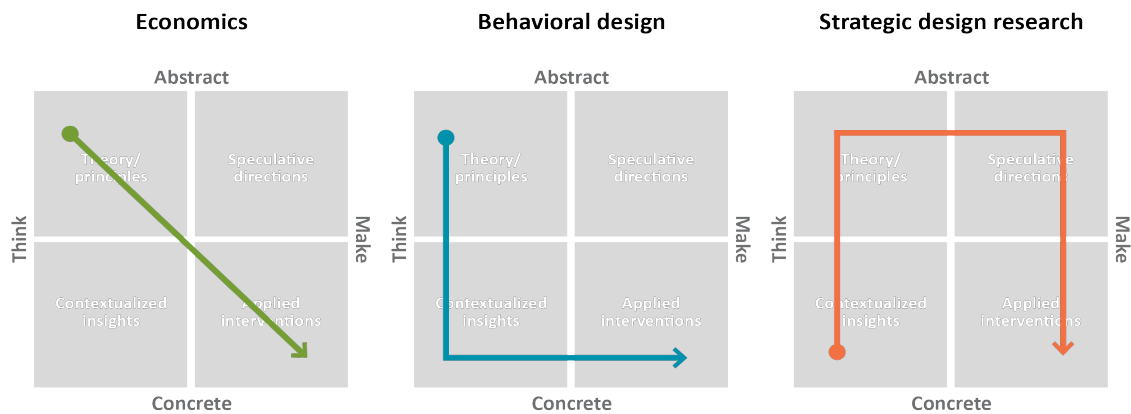 Economics
Abstract
Think
Make
Theory/
principles
Speculative
directions
Contextualized
insights
Applied
interventions
Concrete
Behavioral design
Abstract
Think
Make
Theory/
principles
Speculative
directions
Contextualized
insights
Applied
interventions
Concrete
Strategic design research
Abstract
Think
Make
Theory/
principles
Speculative
directions
Contextualized
insights
Applied
interventions
Concrete